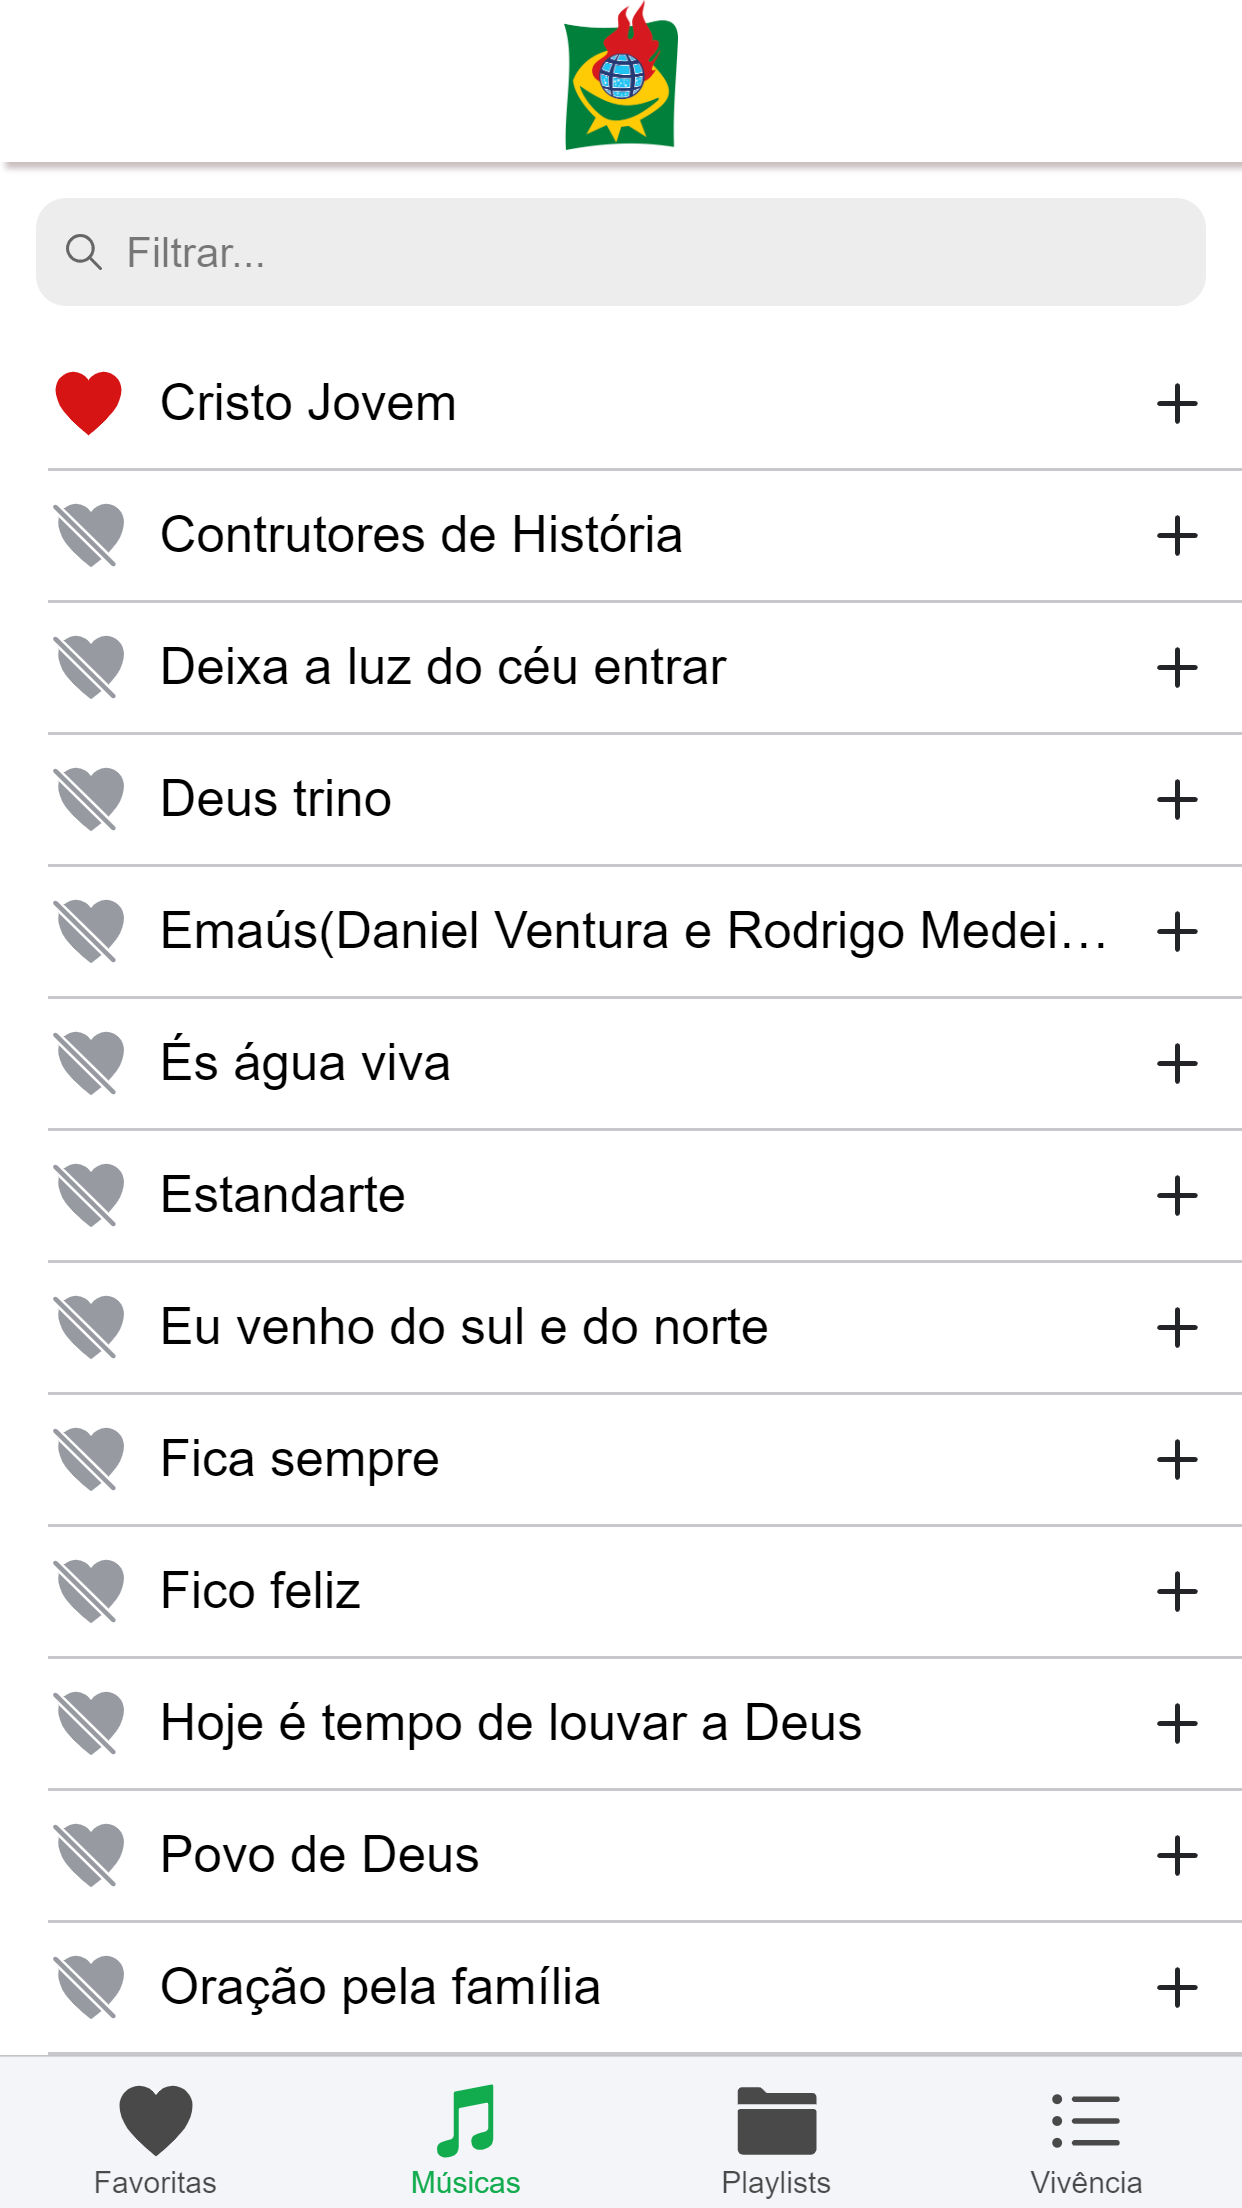 Filtrar...
Cristo Jovem
Contrutores de História
Deixa a luz do céu entrar
Deus trino
Emaús(Daniel Ventura e Rodrigo Medei...
És água viva
Estandarte
Eu venho do sul e do norte
Fica sempre
Fico feliz
Hoje é tempo de louvar a Deus
Povo de Deus
Oração pela família
Favoritas
Músicas
Playlists
Vivência